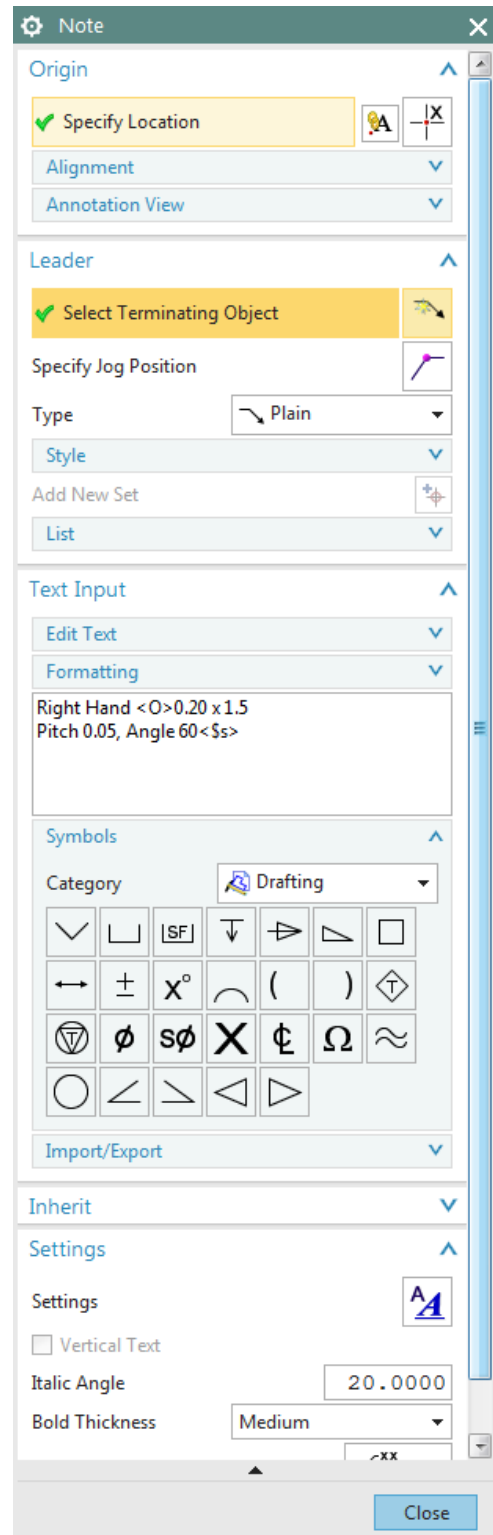 Note
Origin
Specify Location
A
X
Alignment
Annotation View
Leader
Select Terminating Object
Specify Jog Position
Type
Plain
Style
Add New Set
List
Text Input
Edit Text
Formatting
Right Hand <O>0.20 x 1.5
Pitch 0.05, Angle 60<$s>
Symbols
Category
Drafting
SF
± x° ( ) T
T ø sø X ℄ Ω
Import/Export
Inherit
Settings
Settings
A A
Vertical Text
Italic Angle
20.0000
Bold Thickness
Medium
Close